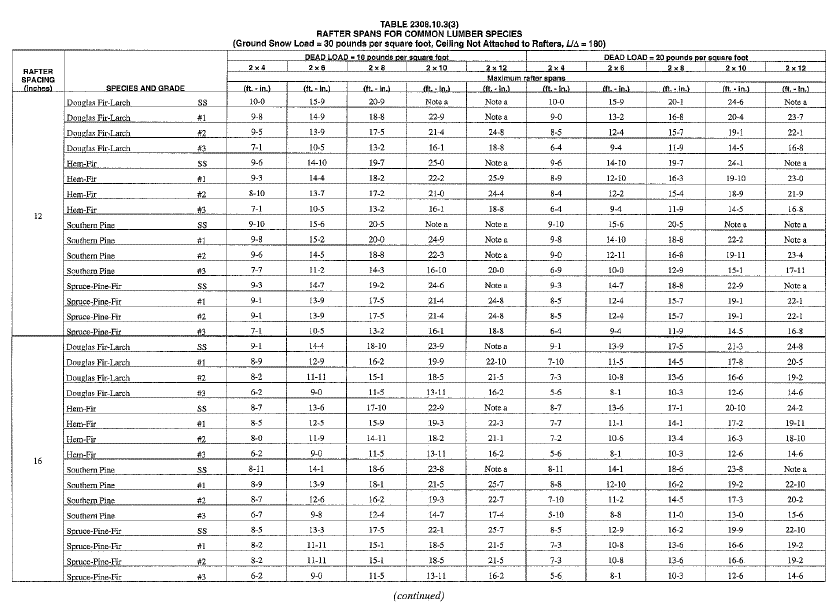 TABLE 2308.10.3(3)
RAFTER SPANS FOR COMMON LUMBER SPECIES
(Ground Snow Load = 30 pounds per square foot, Ceiling Not Attached to Rafters, L/Δ = 180)
RAFTER SPACING (inches) SPECIES AND GRADE DEAD LOAD = 10 pounds per square foot DEAD LOAD = 20 pounds per square foot
2 × 4 2 × 6 2 × 8 2 × 10 2 × 12 2 × 4 2 × 6 2 × 8 2 × 10 2 × 12
Maximum rafter spans
(ft. - in.) (ft. - in.) (ft. - in.) (ft. - in.) (ft. - in.) (ft. - in.) (ft. - in.) (ft. - in.) (ft. - in.) (ft. - in.)
12
Douglas Fir-Larch SS 10-0 15-9 20-9 Note a Note a 10-0 15-9 20-1 24-6 Note a
Douglas Fir-Larch #1 9-8 14-9 18-8 22-9 Note a 9-0 13-2 16-8 20-4 23-7
Douglas Fir-Larch #2 9-5 13-9 17-5 21-4 24-8 8-5 12-4 15-7 19-1 22-1
Douglas Fir-Larch #3 7-1 10-5 13-2 16-1 18-8 6-4 9-4 11-9 14-5 16-8
Hem-Fir SS 9-6 14-10 19-7 25-0 Note a 9-6 14-10 19-7 24-1 Note a
Hem-Fir #1 9-3 14-4 18-2 22-2 25-9 8-9 12-10 16-3 19-10 23-0
Hem-Fir #2 8-10 13-7 17-2 21-0 24-4 8-4 12-2 15-4 18-9 21-9
Hem-Fir #3 7-1 10-5 13-2 16-1 18-8 6-4 9-4 11-9 14-5 16-8
Southern Pine SS 9-10 15-6 20-5 Note a Note a 9-10 15-6 20-5 Note a Note a
Southern Pine #1 9-8 15-2 20-0 24-9 Note a 9-8 14-10 18-8 22-2 Note a
Southern Pine #2 9-6 14-5 18-8 22-3 Note a 9-0 12-11 16-8 19-11 23-4
Southern Pine #3 7-7 11-2 14-3 16-10 20-0 6-9 10-0 12-9 15-1 17-11
Spruce-Pine-Fir SS 9-3 14-7 19-2 24-6 Note a 9-3 14-7 18-8 22-9 Note a
Spruce-Pine-Fir #1 9-1 13-9 17-5 21-4 24-8 8-5 12-4 15-7 19-1 22-1
Spruce-Pine-Fir #2 9-1 13-9 17-5 21-4 24-8 8-5 12-4 15-7 19-1 22-1
Spruce-Pine-Fir #3 7-1 10-5 13-2 16-1 18-8 6-4 9-4 11-9 14-5 16-8
16
Douglas Fir-Larch SS 9-1 14-4 18-10 23-9 Note a 9-1 13-9 17-5 21-3 24-8
Douglas Fir-Larch #1 8-9 12-9 16-2 19-9 22-10 7-10 11-5 14-5 17-8 20-5
Douglas Fir-Larch #2 8-2 11-11 15-1 18-5 21-5 7-3 10-8 13-6 16-6 19-2
Douglas Fir-Larch #3 6-2 9-0 11-5 13-11 16-2 5-6 8-1 10-3 12-6 14-6
Hem-Fir SS 8-7 13-6 17-10 22-9 Note a 8-7 13-6 17-1 20-10 24-2
Hem-Fir #1 8-5 12-5 15-9 19-3 22-3 7-7 11-1 14-1 17-2 19-11
Hem-Fir #2 8-0 11-9 14-11 18-2 21-1 7-2 10-6 13-4 16-3 18-10
Hem-Fir #3 6-2 9-0 11-5 13-11 16-2 5-6 8-1 10-3 12-6 14-6
Southern Pine SS 8-11 14-1 18-6 23-8 Note a 8-11 14-1 18-6 23-8 Note a
Southern Pine #1 8-9 13-9 18-1 21-5 25-7 8-8 12-10 16-2 19-2 22-10
Southern Pine #2 8-7 12-6 16-2 19-3 22-7 7-10 11-2 14-5 17-3 20-2
Southern Pine #3 6-7 9-8 12-4 14-7 17-4 5-10 8-8 11-0 13-0 15-6
Spruce-Pine-Fir SS 8-5 13-3 17-5 22-1 25-7 8-5 12-9 16-2 19-9 22-10
Spruce-Pine-Fir #1 8-2 11-11 15-1 18-5 21-5 7-3 10-8 13-6 16-6 19-2
Spruce-Pine-Fir #2 8-2 11-11 15-1 18-5 21-5 7-3 10-8 13-6 16-6 19-2
Spruce-Pine-Fir #3 6-2 9-0 11-5 13-11 16-2 5-6 8-1 10-3 12-6 14-6
(continued)